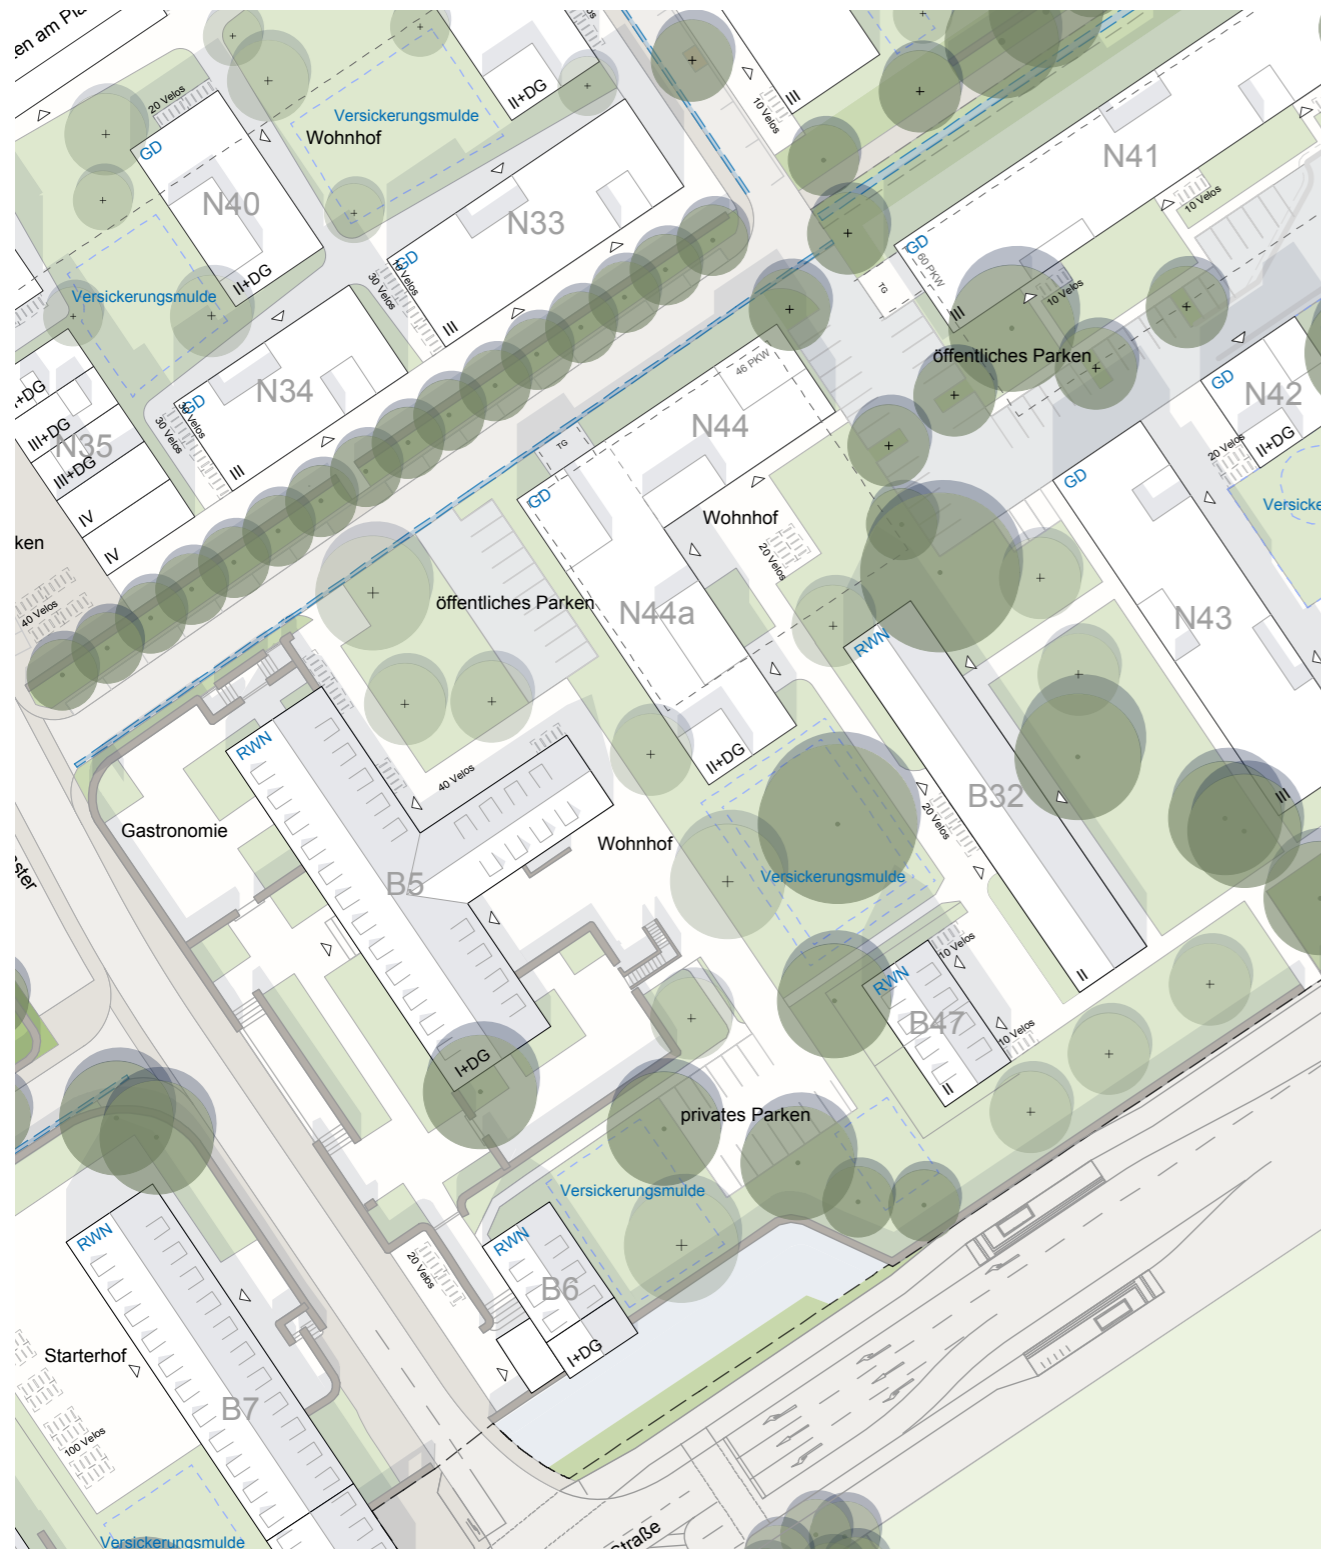 en am Pla
20 Velos
Versickerungsmulde
Wohnhof
II+DG
10 Velos
III
GD
N40
N33
N41
10 Velos
GD
II+DG
Versickerungsmulde
GD
10 Velos
30 Velos
III
60 PKW
TG
10 Velos
III
öffentliches Parken
46 PKW
GD
N34
30 Velos
30 Velos
III
GD
N42
II+DG
20 Velos
+DG
III+DG
N35
III+DG
IV
IV
N44
TG
GD
GD
Versicke
Wohnhof
20 Velos
ken
40 Velos
öffentliches Parken
N44a
N43
RWN
RWN
II+DG
40 Velos
B32
20 Velos
III
Gastronomie
Wohnhof
B5
Versickerungsmulde
ster
10 Velos
RWN
II
B47
10 Velos
II
I+DG
privates Parken
Versickerungsmulde
RWN
RWN
20 Velos
B6
I+DG
Starterhof
B7
100 Velos
Versickerungsmulde
straße